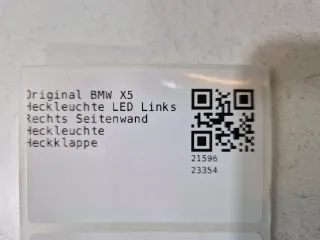 Original BMW X5
Heckleuchte LED Links
Rechts Seitenwand
Heckleuchte
Heckklappe
21596
23354